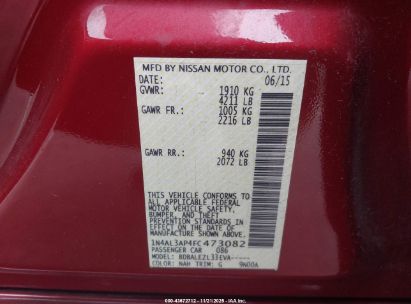 MFD BY NISSAN MOTOR CO., LTD.
DATE: 06/15
GVWR: 1910 KG
4211 LB
GAWR FR: 1005 KG
2216 LB
GAWR RR: 940 KG
2072 LB
THIS VEHICLE CONFORMS TO
ALL APPLICABLE FEDERAL
MOTOR VEHICLE SAFETY,
BUMPER, AND THEFT
PREVENTION STANDARDS
IN EFFECT ON THE DATE OF
MANUFACTURE SHOWN ABOVE.
1N4AL3AP4FC473082
PASSENGER CAR 086
MODEL: BDBALEZL33EVA-----
COLOR: NAH TRIM: G 9N00A